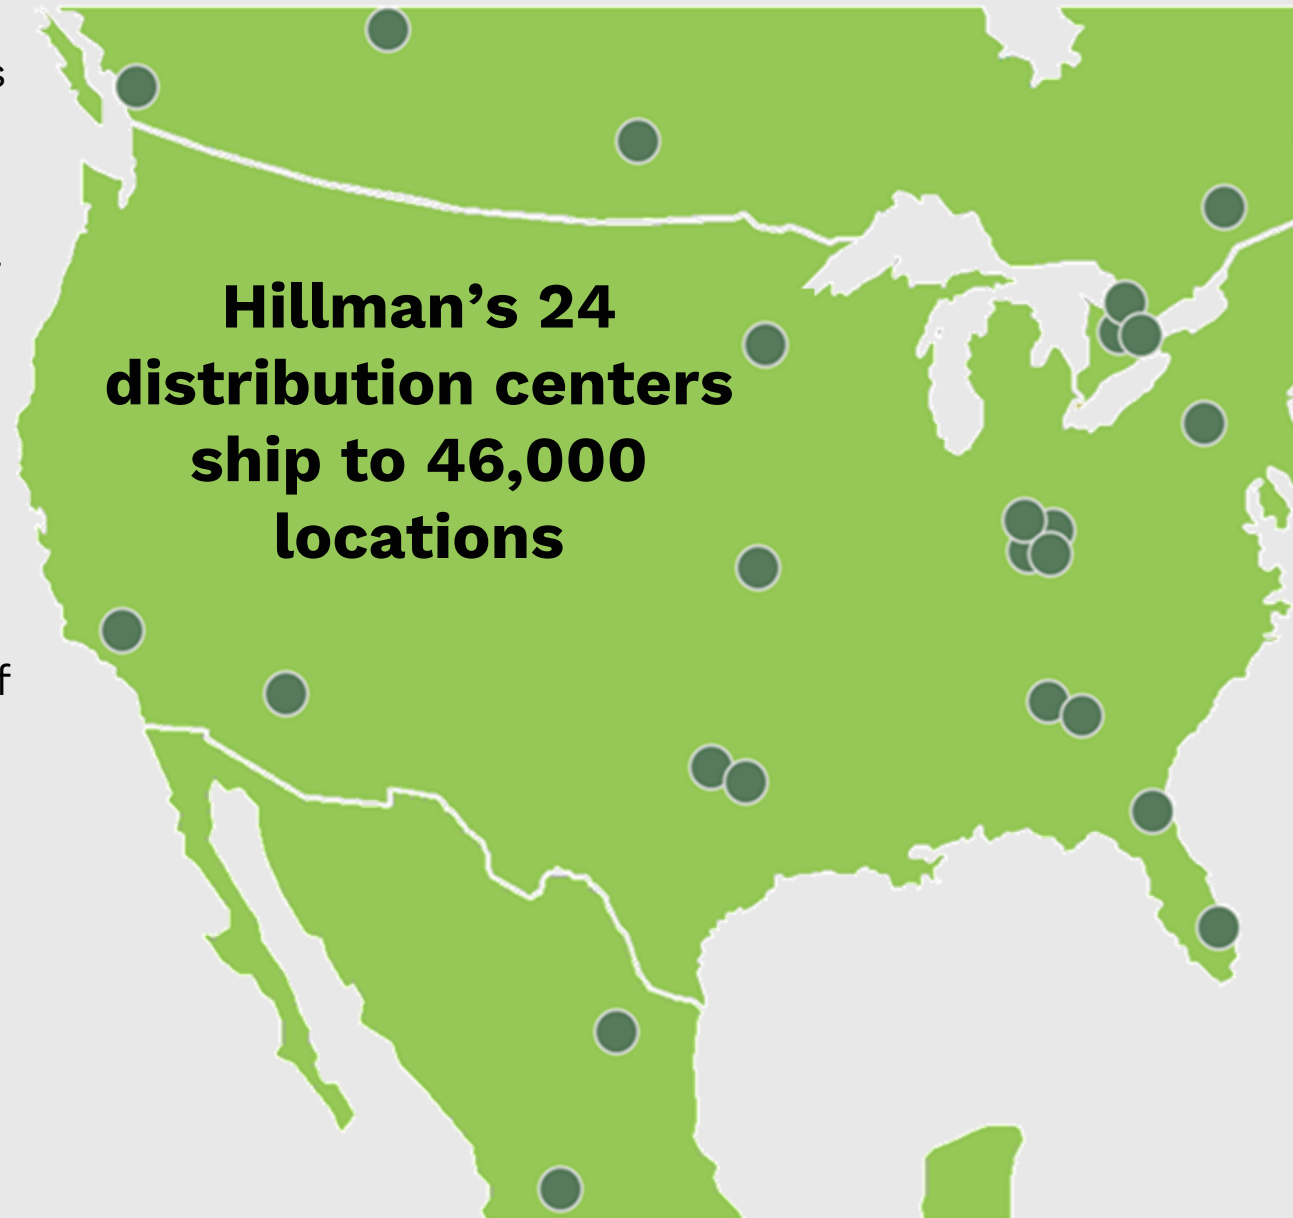 s
Hillman’s 24
distribution centers
ship to 46,000
locations
f